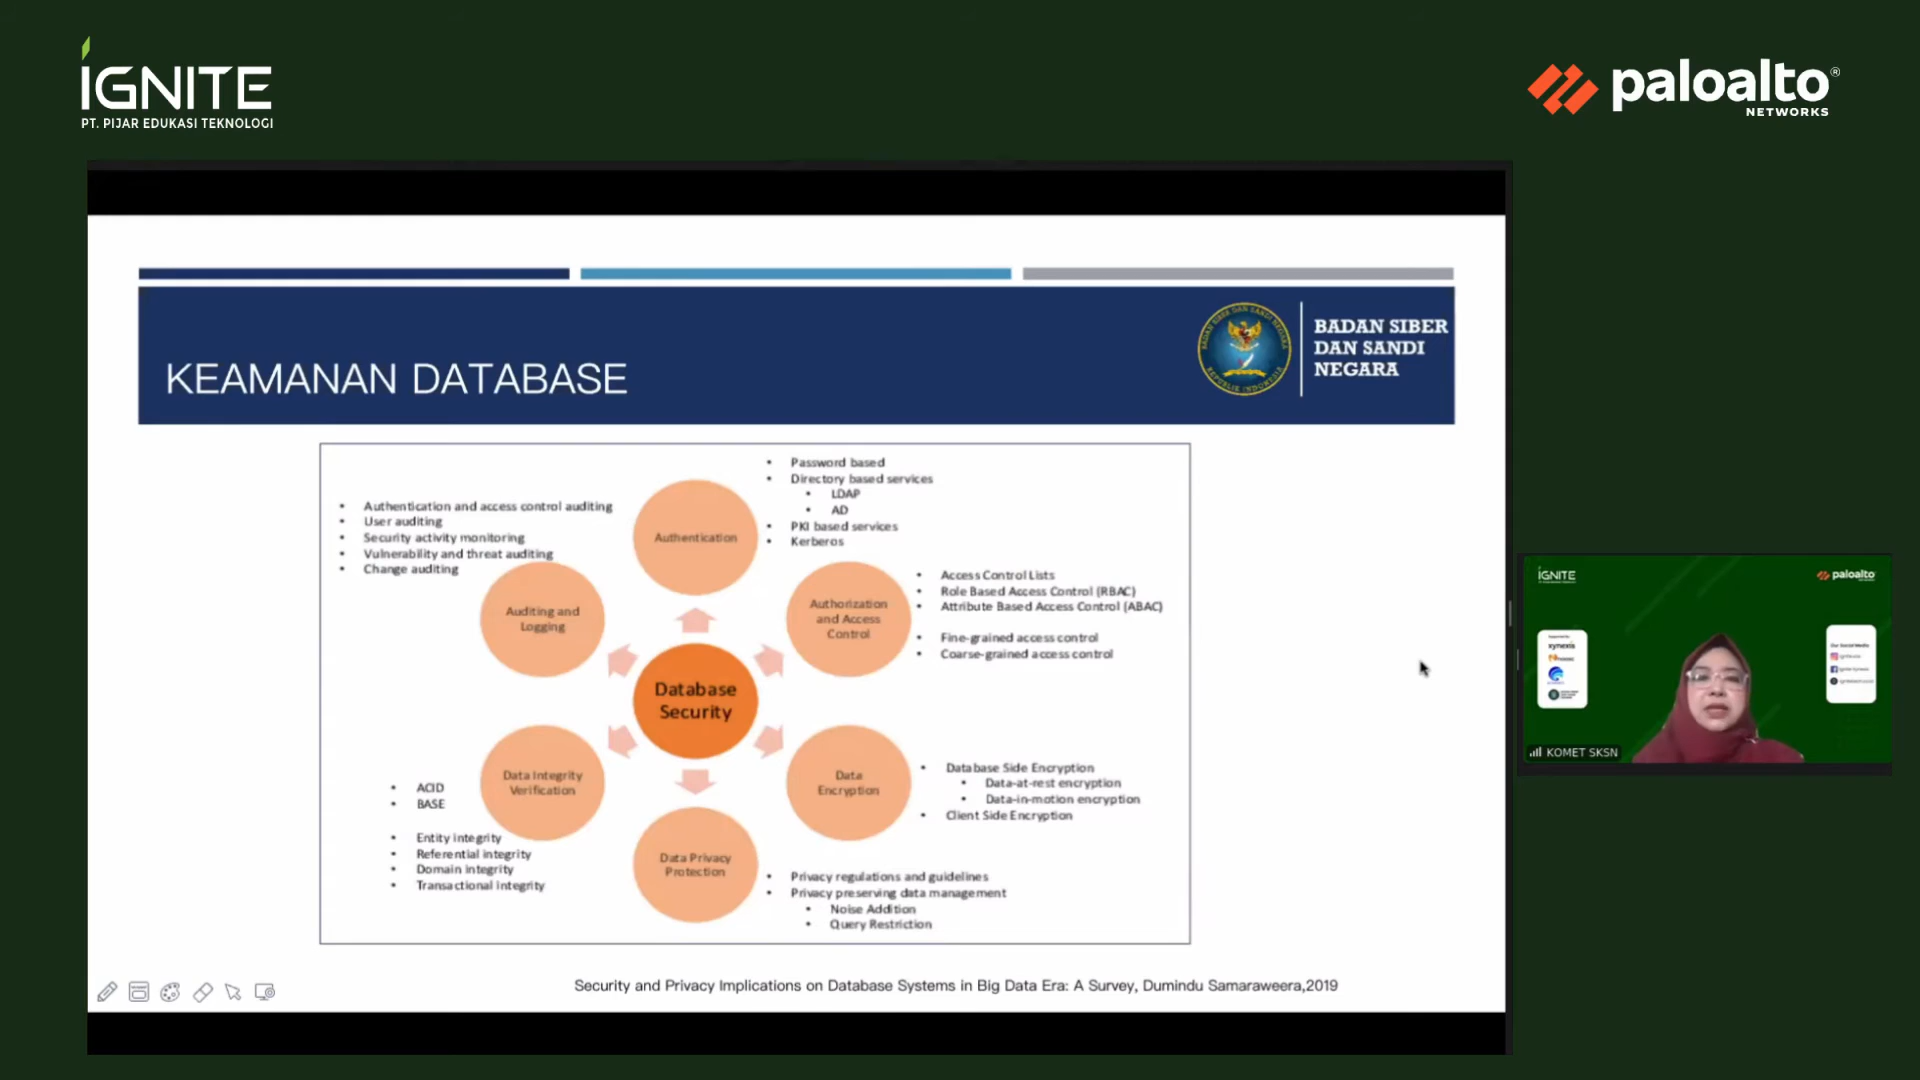 IGNITE
PT. PIJAR EDUKASI TEKNOLOGI
paloalto®
NETWORKS
KEAMANAN DATABASE
BADAN SIBER
DAN SANDI
NEGARA
Authentication
• Password based
• Directory based services
• LDAP
• AD
• PKI based services
• Kerberos
• Authentication and access control auditing
• User auditing
• Security activity monitoring
• Vulnerability and threat auditing
• Change auditing
Auditing and
Logging
Authorization
and Access
Control
• Access Control Lists
• Role Based Access Control (RBAC)
• Attribute Based Access Control (ABAC)
• Fine-grained access control
• Coarse-grained access control
Database
Security
Data Integrity
Verification
• ACID
• BASE
• Entity integrity
• Referential integrity
• Domain integrity
• Transactional integrity
Data
Encryption
• Database Side Encryption
• Data-at-rest encryption
• Data-in-motion encryption
• Client Side Encryption
Data Privacy
Protection
• Privacy regulations and guidelines
• Privacy preserving data management
• Noise Addition
• Query Restriction
Security and Privacy Implications on Database Systems in Big Data Era: A Survey, Dumindu Samaraweera,2019
IGNITE
paloalto
synexis
Our Social Media
KOMET SKSN